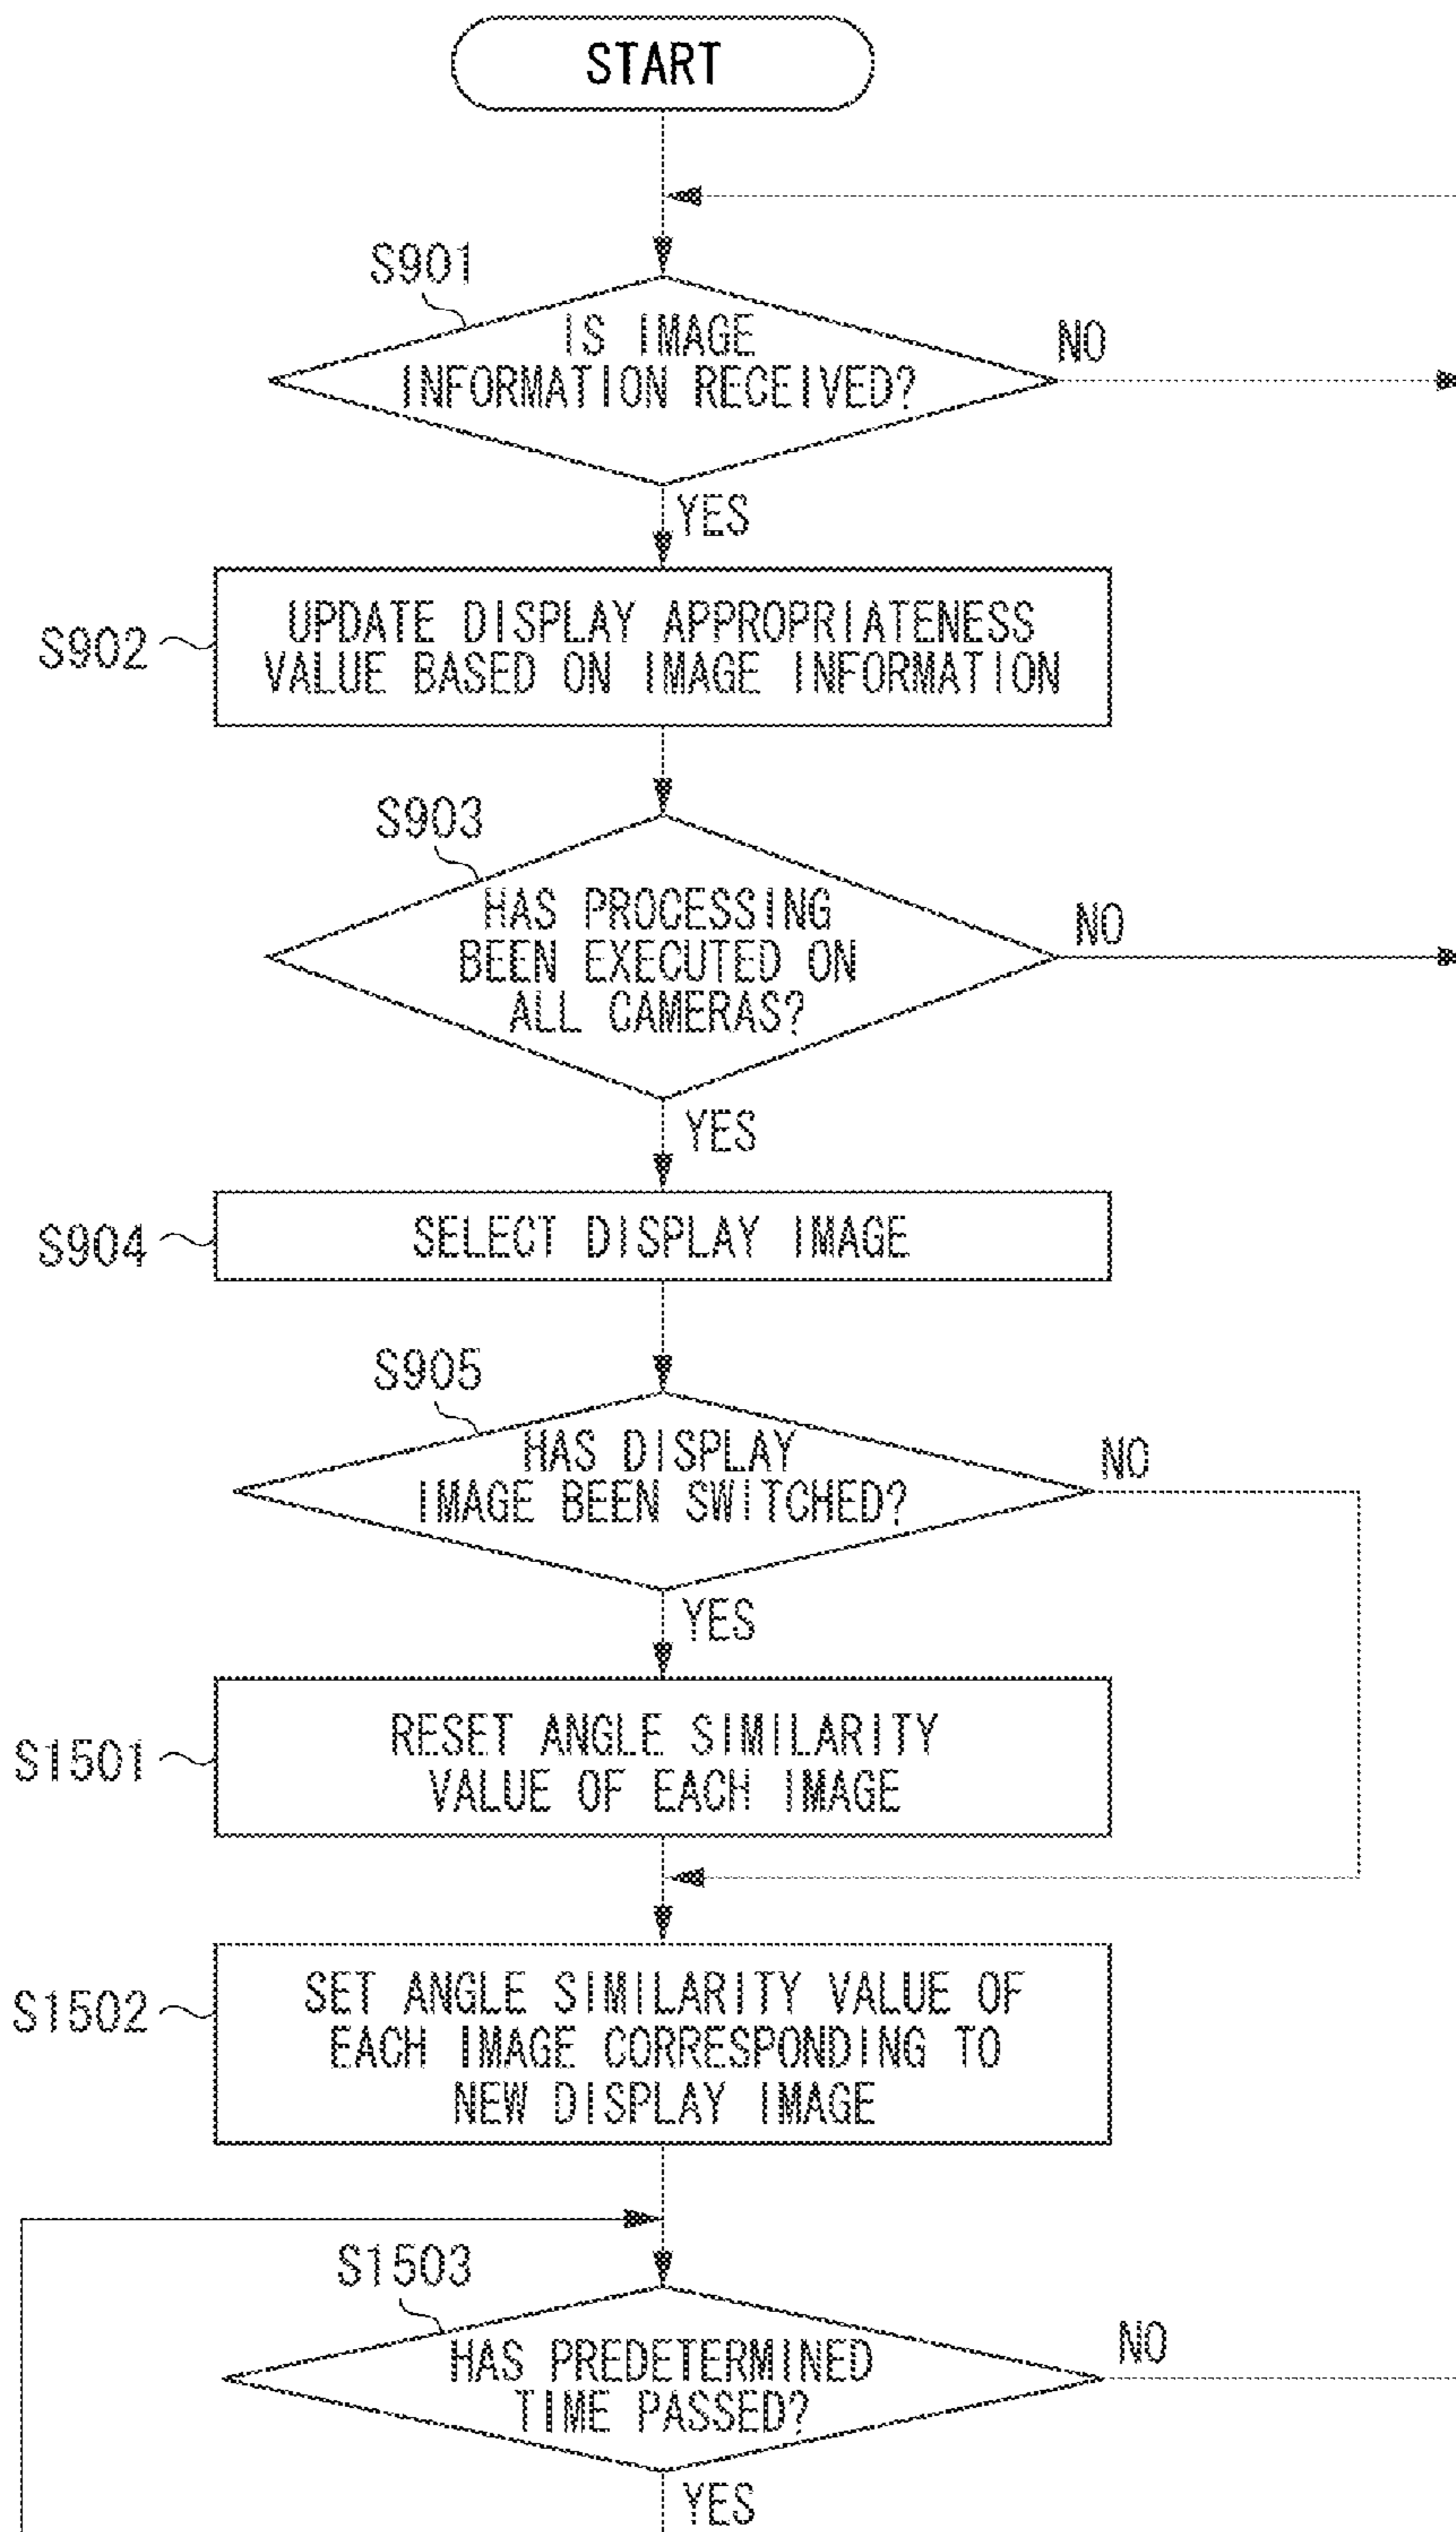 START
S901
IS IMAGE
INFORMATION RECEIVED?
NO
YES
S902
UPDATE DISPLAY APPROPRIATENESS
VALUE BASED ON IMAGE INFORMATION
S903
HAS PROCESSING
BEEN EXECUTED ON
ALL CAMERAS?
NO
YES
S904
SELECT DISPLAY IMAGE
S905
HAS DISPLAY
IMAGE BEEN SWITCHED?
NO
YES
S1501
RESET ANGLE SIMILARITY
VALUE OF EACH IMAGE
S1502
SET ANGLE SIMILARITY VALUE OF
EACH IMAGE CORRESPONDING TO
NEW DISPLAY IMAGE
S1503
HAS PREDETERMINED
TIME PASSED?
NO
YES